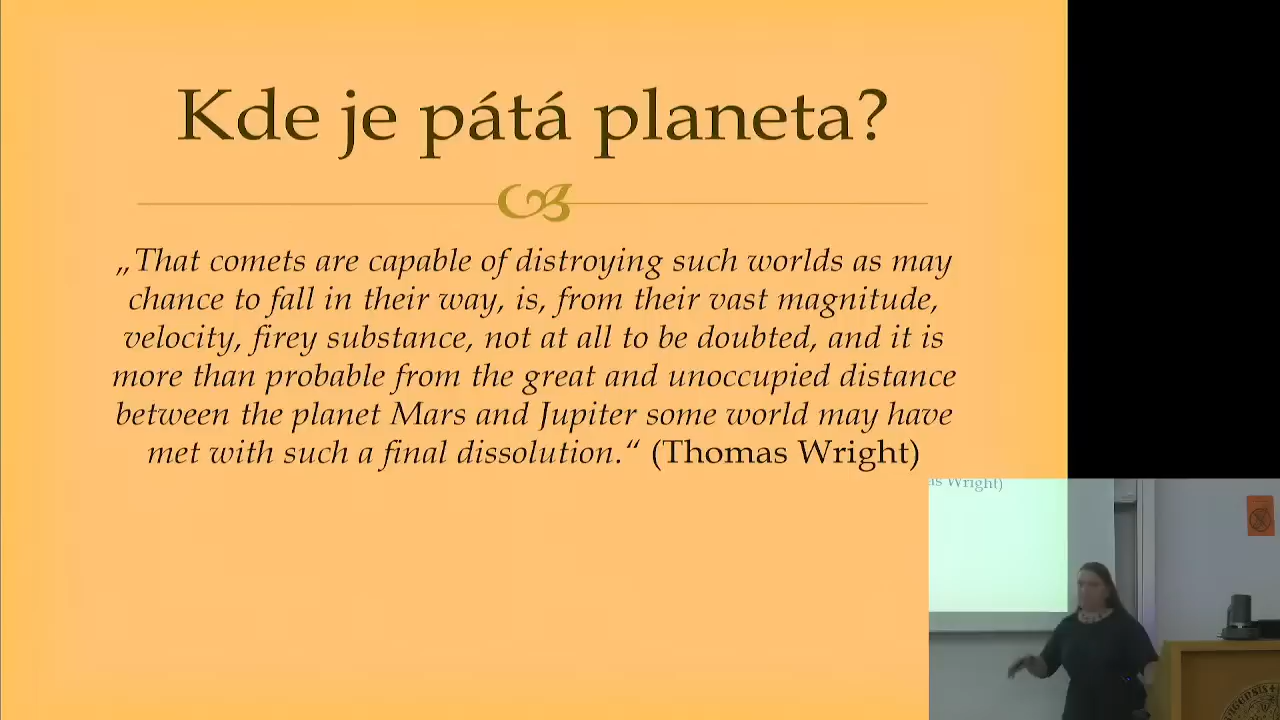 Kde je pátá planeta?
„That comets are capable of distroying such worlds as may
chance to fall in their way, is, from their vast magnitude,
velocity, firey substance, not at all to be doubted, and it is
more than probable from the great and unoccupied distance
between the planet Mars and Jupiter some world may have
met with such a final dissolution.“ (Thomas Wright)
as Wright)